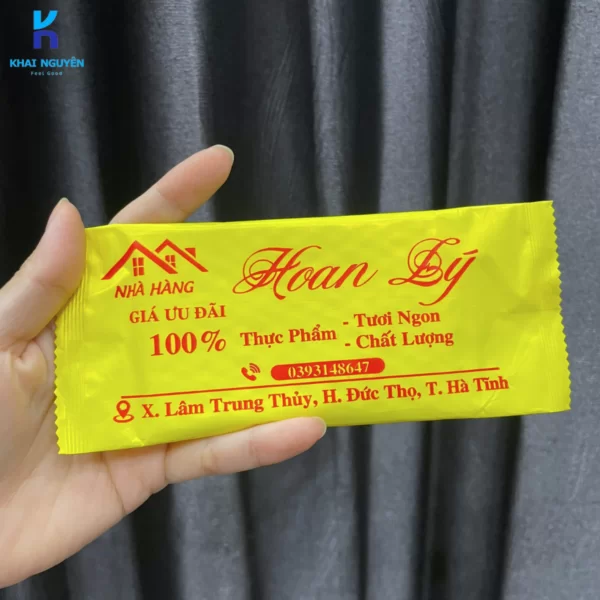 KHAI NGUYÊN
Feel Good
NHÀ HÀNG
Hoan Lý
GIÁ ƯU ĐÃI
100% Thực Phẩm - Tươi Ngon
- Chất Lượng
0393148647
X. Lâm Trung Thủy, H. Đức Thọ, T. Hà Tĩnh